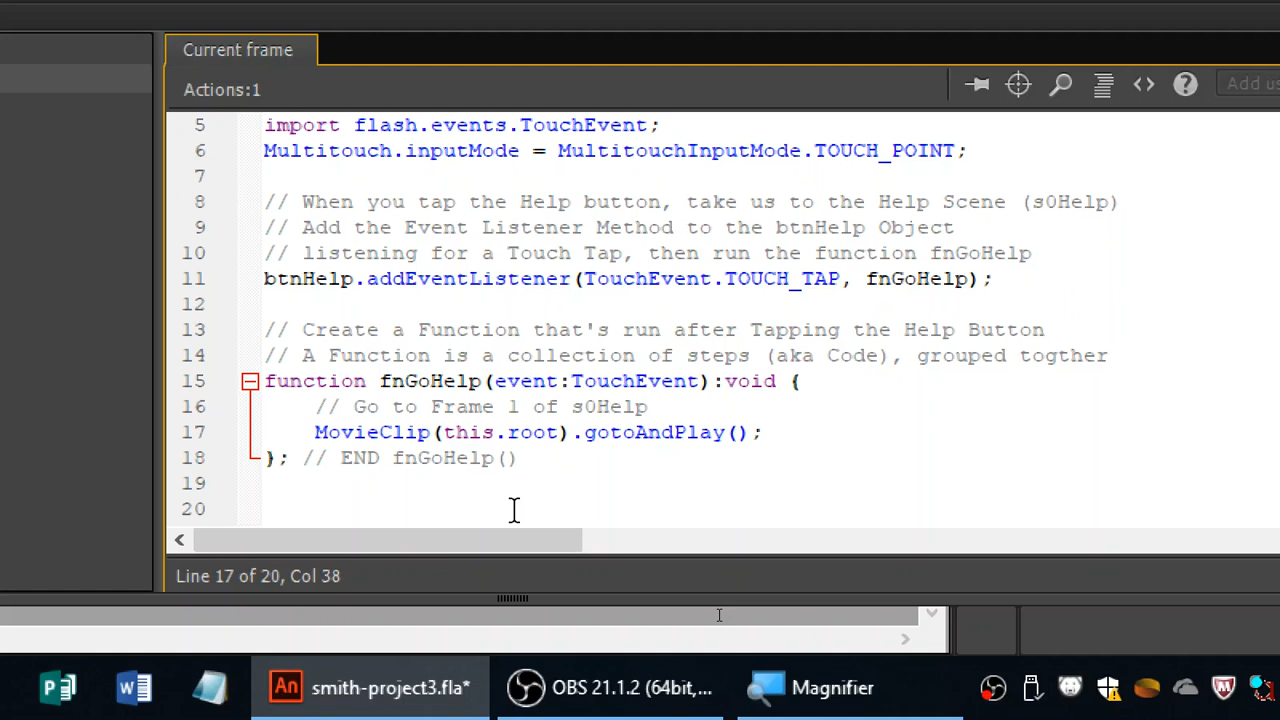 Current frame
Actions:1
Add us
5 import flash.events.TouchEvent;
6 Multitouch.inputMode = MultitouchInputMode.TOUCH_POINT;
7
8 // When you tap the Help button, take us to the Help Scene (s0Help)
9 // Add the Event Listener Method to the btnHelp Object
10 // listening for a Touch Tap, then run the function fnGoHelp
11 btnHelp.addEventListener(TouchEvent.TOUCH_TAP, fnGoHelp);
12
13 // Create a Function that's run after Tapping the Help Button
14 // A Function is a collection of steps (aka Code), grouped togther
15 function fnGoHelp(event:TouchEvent):void {
16 // Go to Frame 1 of s0Help
17 MovieClip(this.root).gotoAndPlay();
18 }; // END fnGoHelp()
19
20
Line 17 of 20, Col 38
An smith-project3.fla*
OBS 21.1.2 (64bit,...
Magnifier